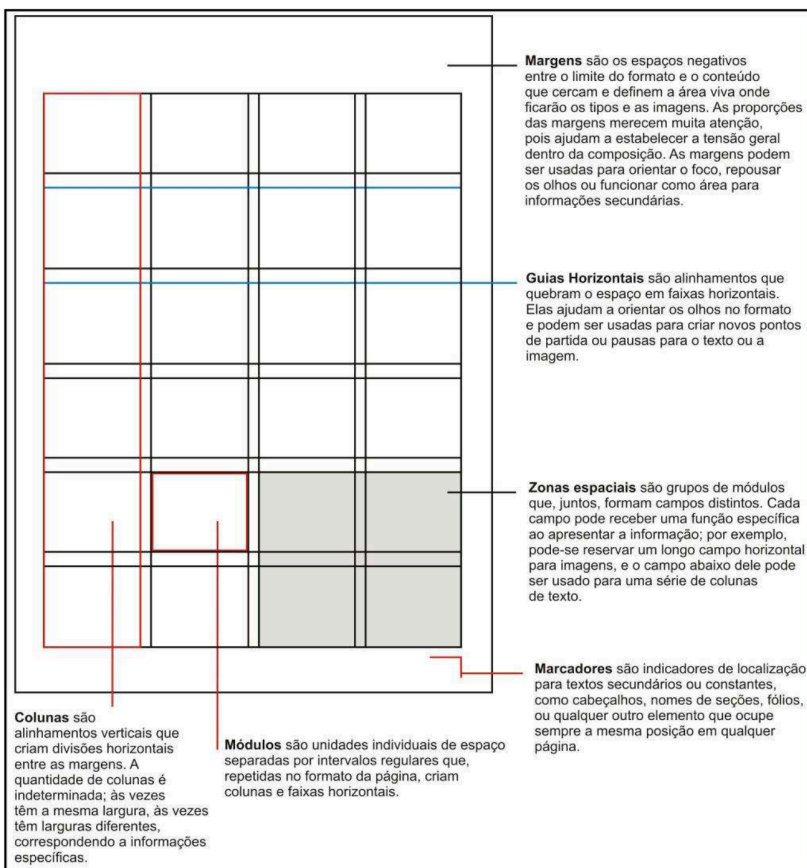 Margens são os espaços negativos
entre o limite do formato e o conteúdo
que cercam e definem a área viva onde
ficarão os tipos e as imagens. As proporções
das margens merecem muita atenção,
pois ajudam a estabelecer a tensão geral
dentro da composição. As margens podem
ser usadas para orientar o foco, repousar
os olhos ou funcionar como área para
informações secundárias.
Guias Horizontais são alinhamentos que
quebram o espaço em faixas horizontais.
Elas ajudam a orientar os olhos no formato
e podem ser usadas para criar novos pontos
de partida ou pausas para o texto ou a
imagem.
Zonas espaciais são grupos de módulos
que, juntos, formam campos distintos. Cada
campo pode receber uma função específica
ao apresentar a informação; por exemplo,
pode-se reservar um longo campo horizontal
para imagens, e o campo abaixo dele pode
ser usado para uma série de colunas
de texto.
Marcadores são indicadores de localização
para textos secundários ou constantes,
como cabeçalhos, nomes de seções, fólios,
ou qualquer outro elemento que ocupe
sempre a mesma posição em qualquer
página.
Colunas são
alinhamentos verticais que
criam divisões horizontais
entre as margens. A
quantidade de colunas é
indeterminada; às vezes
têm a mesma largura, às vezes
têm larguras diferentes,
correspondendo a informações
específicas.
Módulos são unidades individuais de espaço
separadas por intervalos regulares que,
repetidas no formato da página, criam
colunas e faixas horizontais.